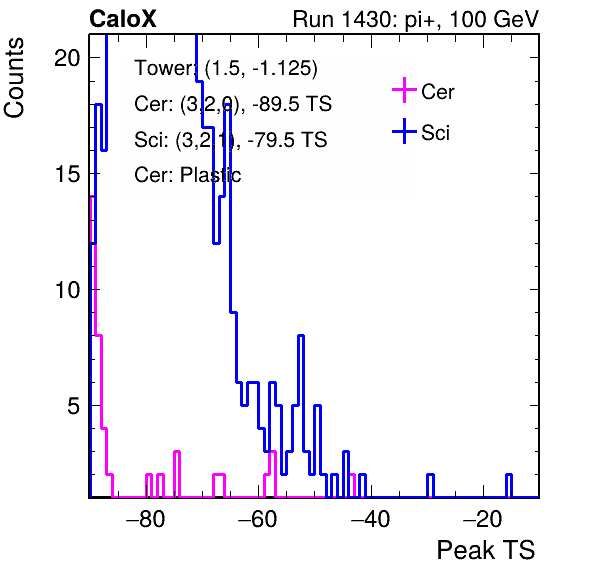 CaloX Run 1430: pi+, 100 GeV
Counts
Tower: (1.5, -1.125)
Cer: (3,2,0), -89.5 TS
Sci: (3,2,1), -79.5 TS
Cer: Plastic
Cer
Sci
20
15
10
5
−80 −60 −40 −20
Peak TS